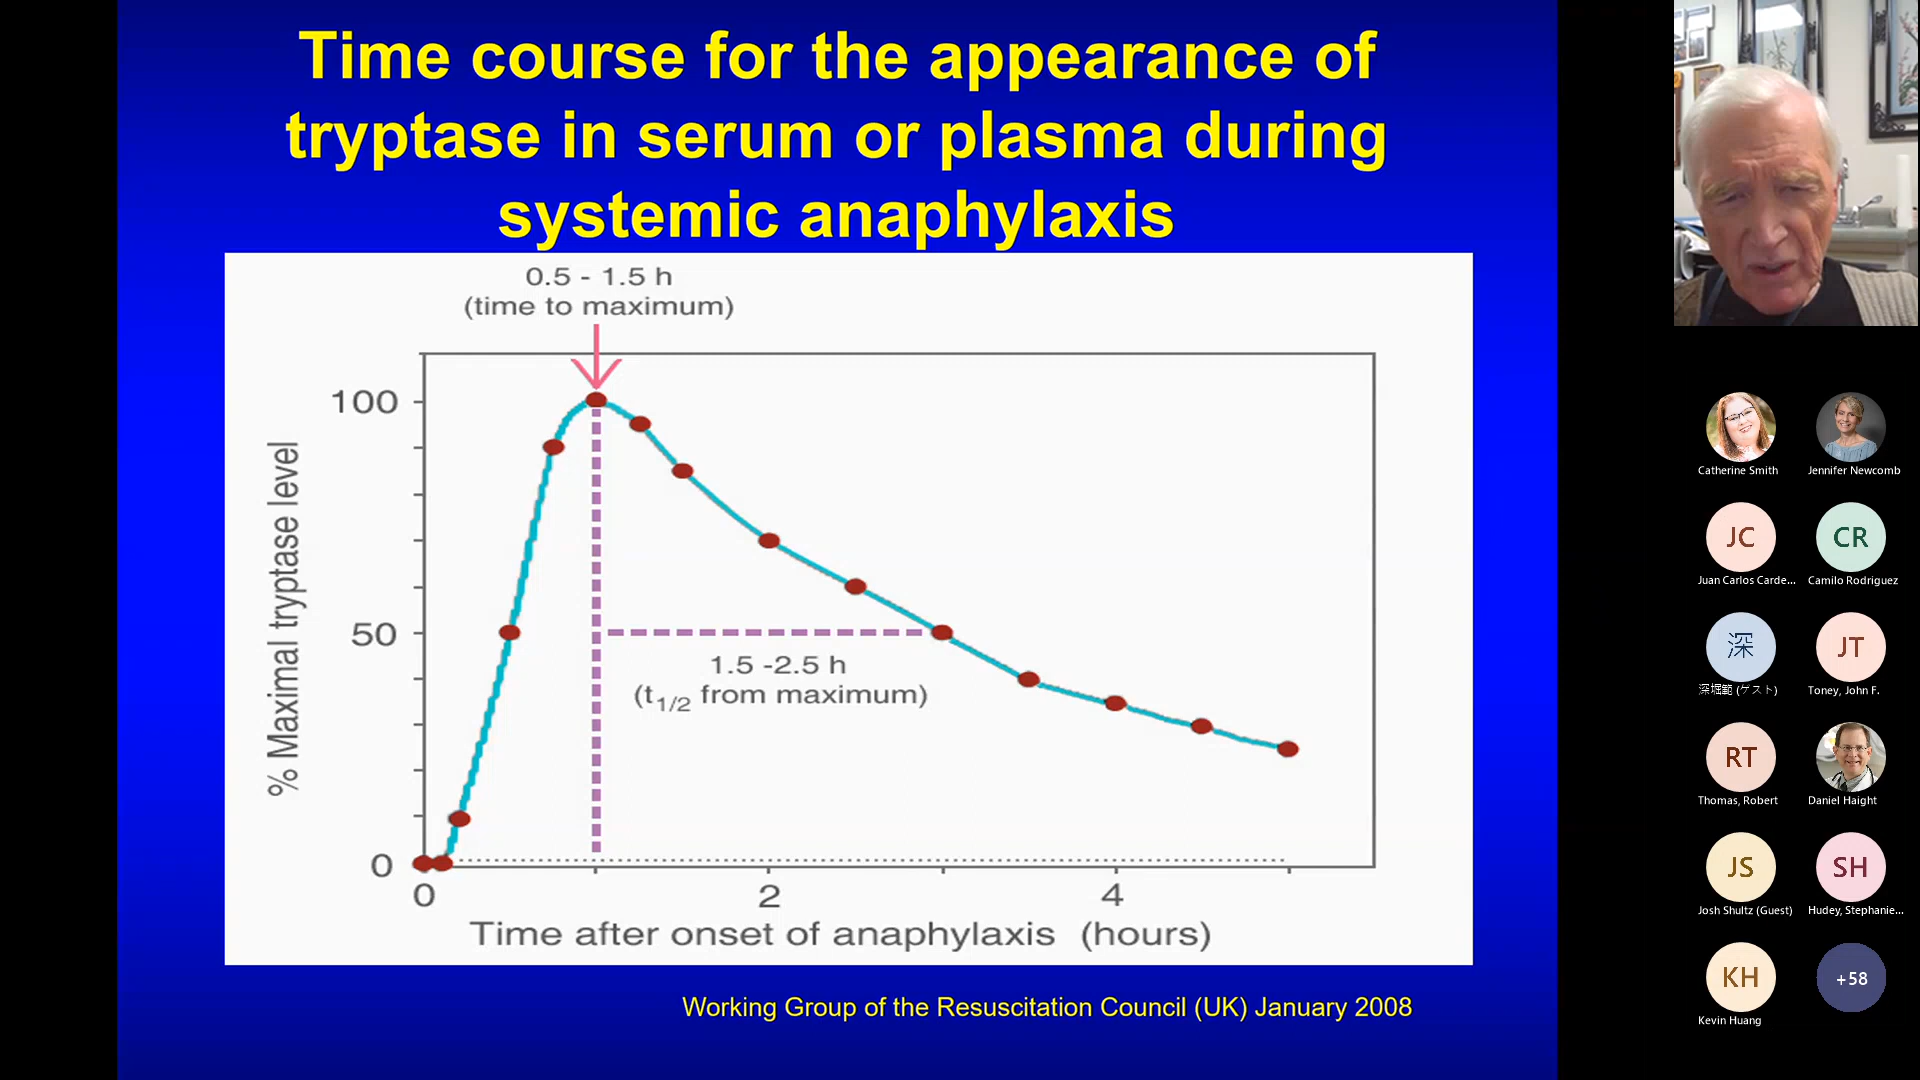 Time course for the appearance of
tryptase in serum or plasma during
systemic anaphylaxis
0.5 - 1.5 h
(time to maximum)
100
50
0
% Maximal tryptase level
1.5 -2.5 h
(t1/2 from maximum)
0
2
4
Time after onset of anaphylaxis (hours)
Working Group of the Resuscitation Council (UK) January 2008
Catherine Smith
Jennifer Newcomb
JC
CR
Juan Carlos Carde...
Camilo Rodriguez
深
JT
深堀範 (ゲスト)
Toney, John F.
RT
Thomas, Robert
Daniel Haight
JS
SH
Josh Shultz (Guest)
Hudey, Stephanie...
KH
+58
Kevin Huang